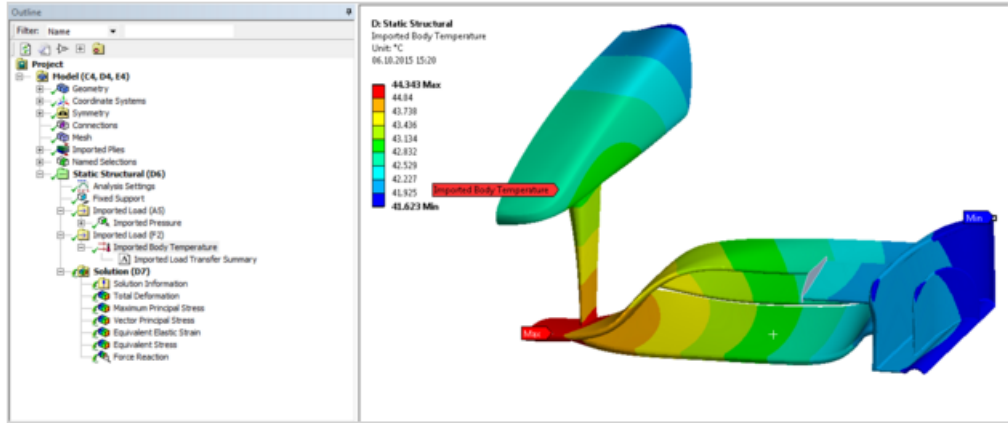 Outline
Filter: Name
Project
Model (C4, D4, E4)
Geometry
Coordinate Systems
Symmetry
Connections
Mesh
Imported Plies
Named Selections
Static Structural (D6)
Analysis Settings
Fixed Support
Imported Load (A5)
Imported Pressure
Imported Load (F2)
Imported Body Temperature
Imported Load Transfer Summary
Solution (D7)
Solution Information
Total Deformation
Maximum Principal Stress
Vector Principal Stress
Equivalent Elastic Strain
Equivalent Stress
Force Reaction
D: Static Structural
Imported Body Temperature
Unit: °C
06.10.2015 15:20
44.343 Max
44.04
43.738
43.436
43.134
42.832
42.529
42.227
41.925
41.623 Min
Imported Body Temperature
Min
Max